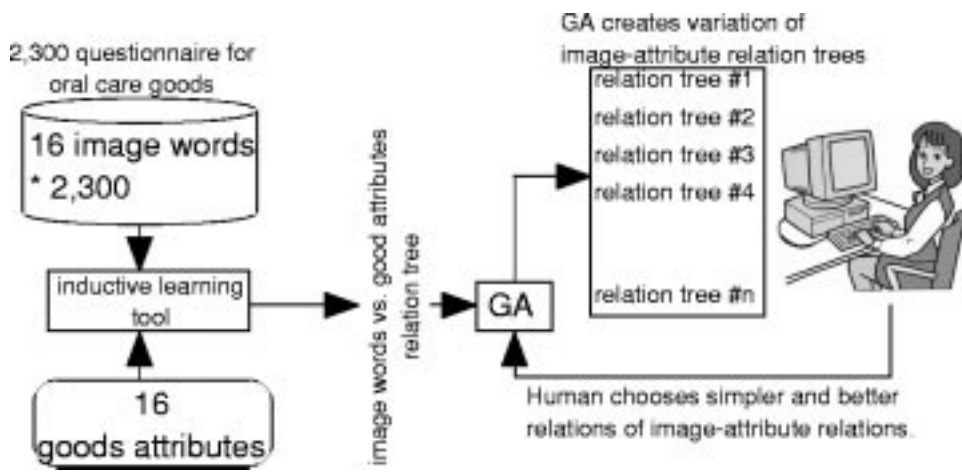 2,300 questionnaire for
oral care goods
16 image words
* 2,300
inductive learning
tool
16
goods attributes
image words vs. good attributes
relation tree
GA
GA creates variation of
image-attribute relation trees
relation tree #1
relation tree #2
relation tree #3
relation tree #4
relation tree #n
Human chooses simpler and better
relations of image-attribute relations.